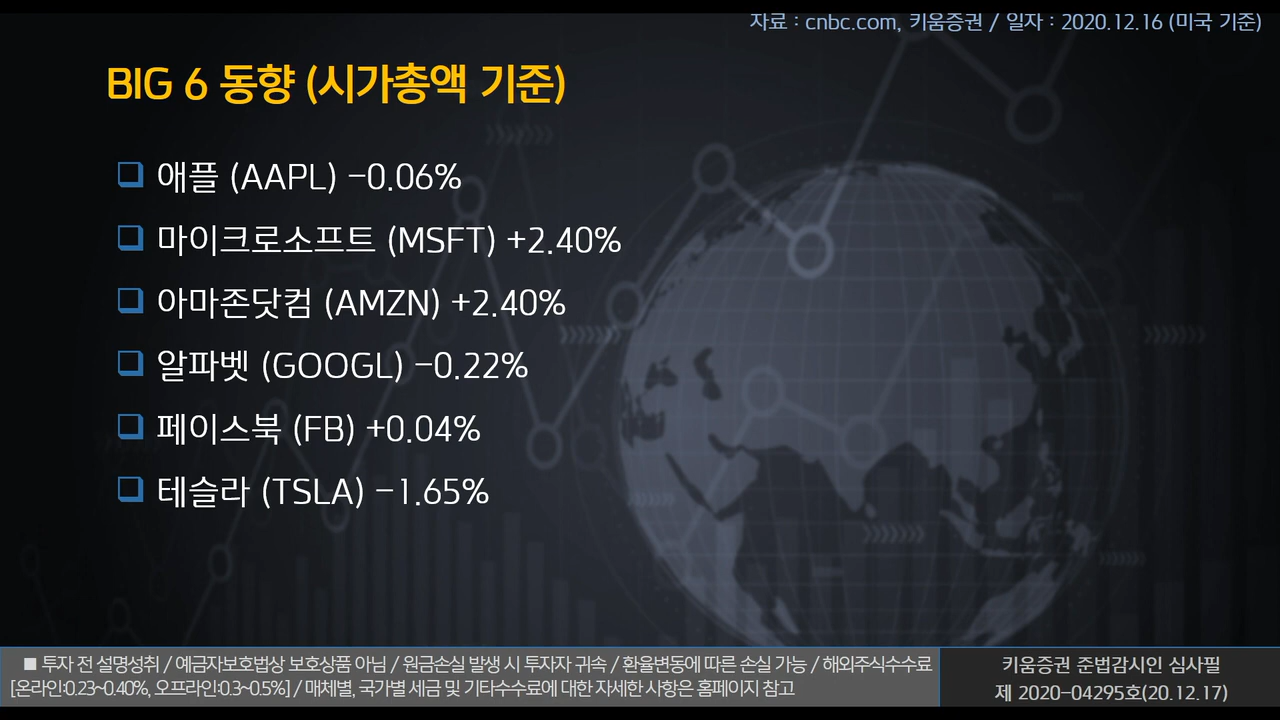 자료 : cnbc.com, 키움증권 / 일자 : 2020.12.16 (미국 기준)
BIG 6 동향 (시가총액 기준)
애플 (AAPL) -0.06%
마이크로소프트 (MSFT) +2.40%
아마존닷컴 (AMZN) +2.40%
알파벳 (GOOGL) -0.22%
페이스북 (FB) +0.04%
테슬라 (TSLA) -1.65%
■ 투자 전 설명성취 / 예금자보호법상 보호상품 아님 / 원금손실 발생 시 투자자 귀속 / 환율변동에 따른 손실 가능 / 해외주식수수료
[온라인:0.23~0.40%, 오프라인:0.3~0.5%] / 매체별, 국가별 세금 및 기타수수료에 대한 자세한 사항은 홈페이지 참고
키움증권 준법감시인 심사필
제 2020-04295호(20.12.17)